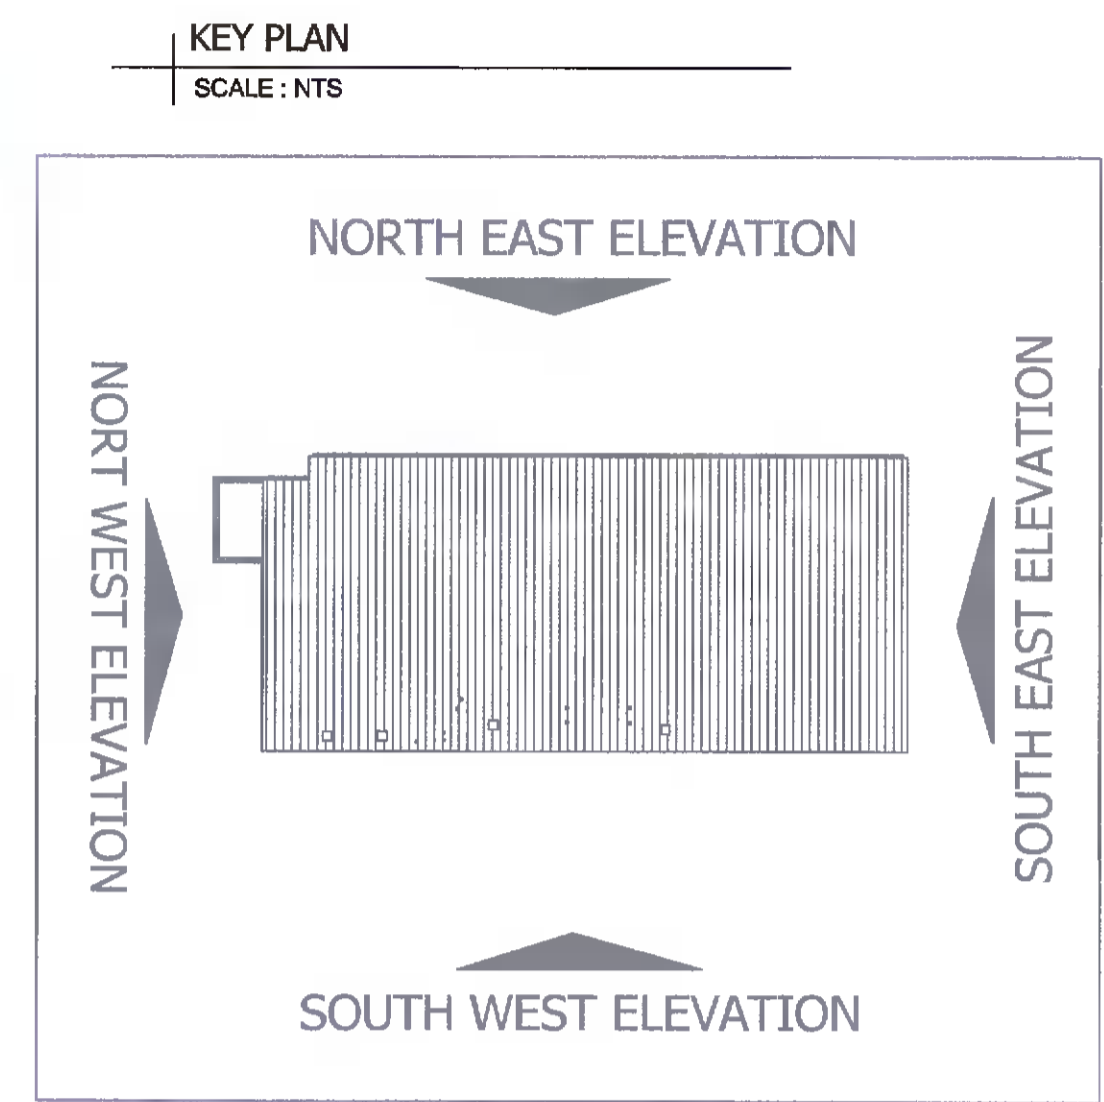 KEY PLAN
SCALE : NTS
NORTH EAST ELEVATION
NORT WEST ELEVATION
SOUTH EAST ELEVATION
SOUTH WEST ELEVATION